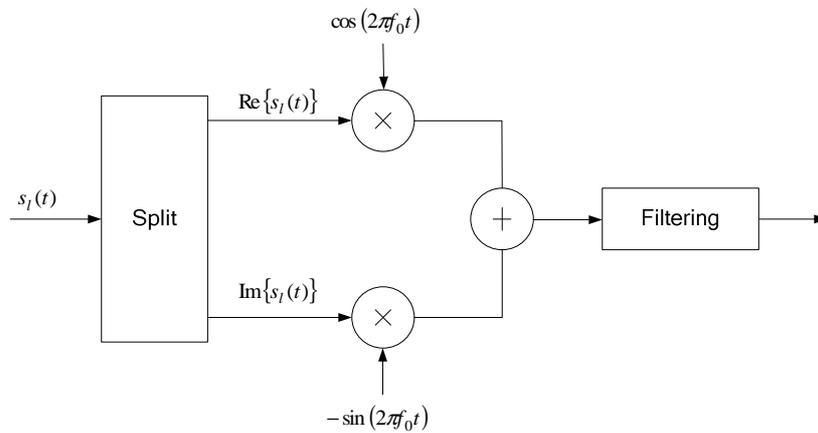 cos(2πf₀t)
Re{sₗ(t)}
×
sₗ(t)
Split
+
Filtering
Im{sₗ(t)}
×
−sin(2πf₀t)